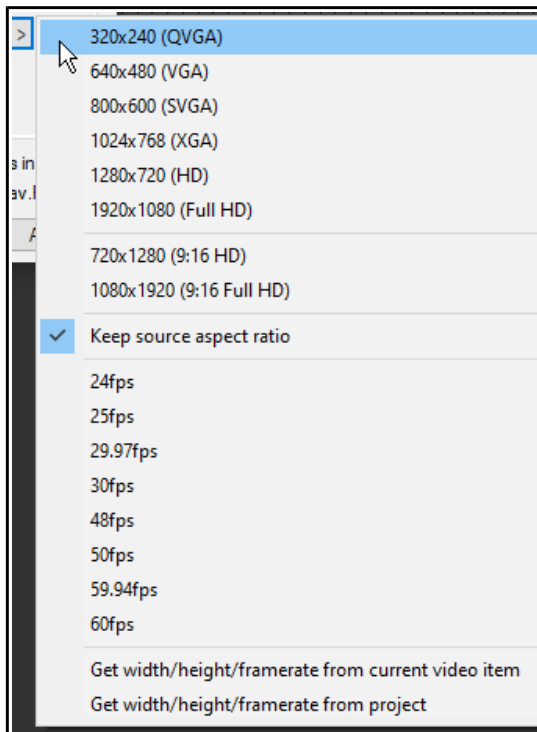 >
320x240 (QVGA)
640x480 (VGA)
800x600 (SVGA)
1024x768 (XGA)
s in
1280x720 (HD)
av.
1920x1080 (Full HD)
A
720x1280 (9:16 HD)
1080x1920 (9:16 Full HD)
Keep source aspect ratio
24fps
25fps
29.97fps
30fps
48fps
50fps
59.94fps
60fps
Get width/height/framerate from current video item
Get width/height/framerate from project